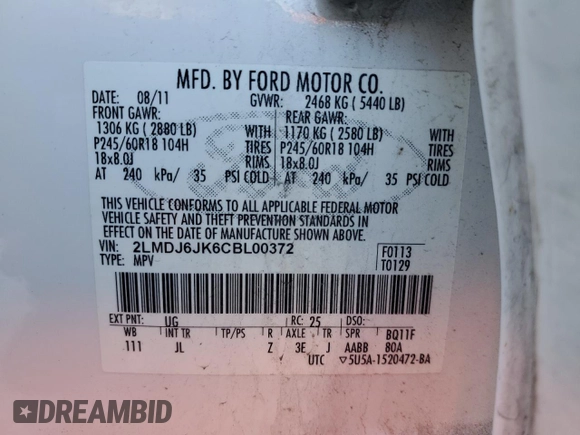 MFD. BY FORD MOTOR CO.
DATE: 08/11 GVWR: 2468 KG ( 5440 LB)
FRONT GAWR: REAR GAWR:
1306 KG ( 2880 LB) WITH 1170 KG ( 2580 LB) WITH
P245/60R18 104H TIRES P245/60R18 104H TIRES
18x8.0J RIMS 18x8.0J RIMS
AT 240 kPa/ 35 PSI COLD AT 240 kPa/ 35 PSI COLD
THIS VEHICLE CONFORMS TO ALL APPLICABLE FEDERAL MOTOR
VEHICLE SAFETY AND THEFT PREVENTION STANDARDS IN
EFFECT ON THE DATE OF MANUFACTURE SHOWN ABOVE.
VIN: 2LMDJ6JK6CBL00372 F0113
TYPE: MPV T0129
EXT PNT: UG RC: 25 DSO:
WB INT TR TP/PS R AXLE TR SPR BQ11F
111 JL Z 3E J AABB 80A
UTC ▽5U5A-1520472-BA
DREAMBID